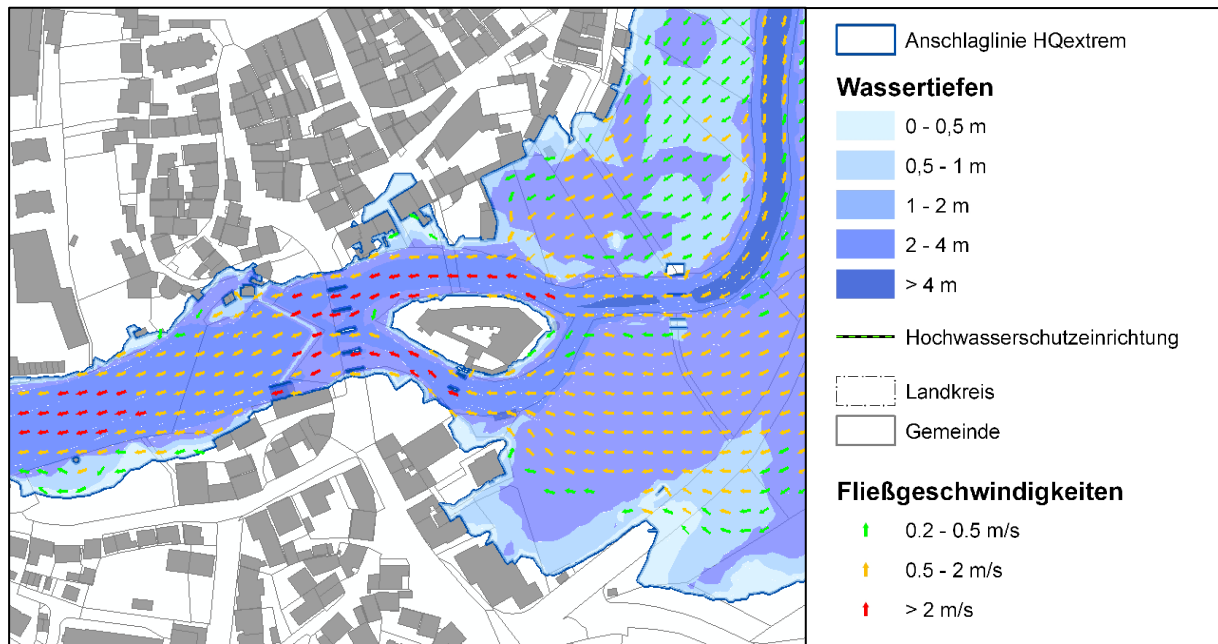 Anschlaglinie HQextrem
Wassertiefen
0 - 0,5 m
0,5 - 1 m
1 - 2 m
2 - 4 m
> 4 m
Hochwasserschutzeinrichtung
Landkreis
Gemeinde
Fließgeschwindigkeiten
0.2 - 0.5 m/s
0.5 - 2 m/s
> 2 m/s